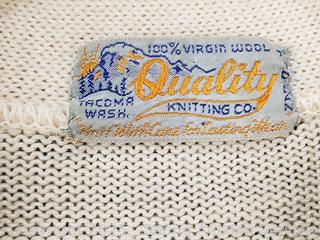 100% VIRGIN WOOL
Quality
TACOMA
WASH.
KNITTING CO.
Knit With Care for Lasting Wear